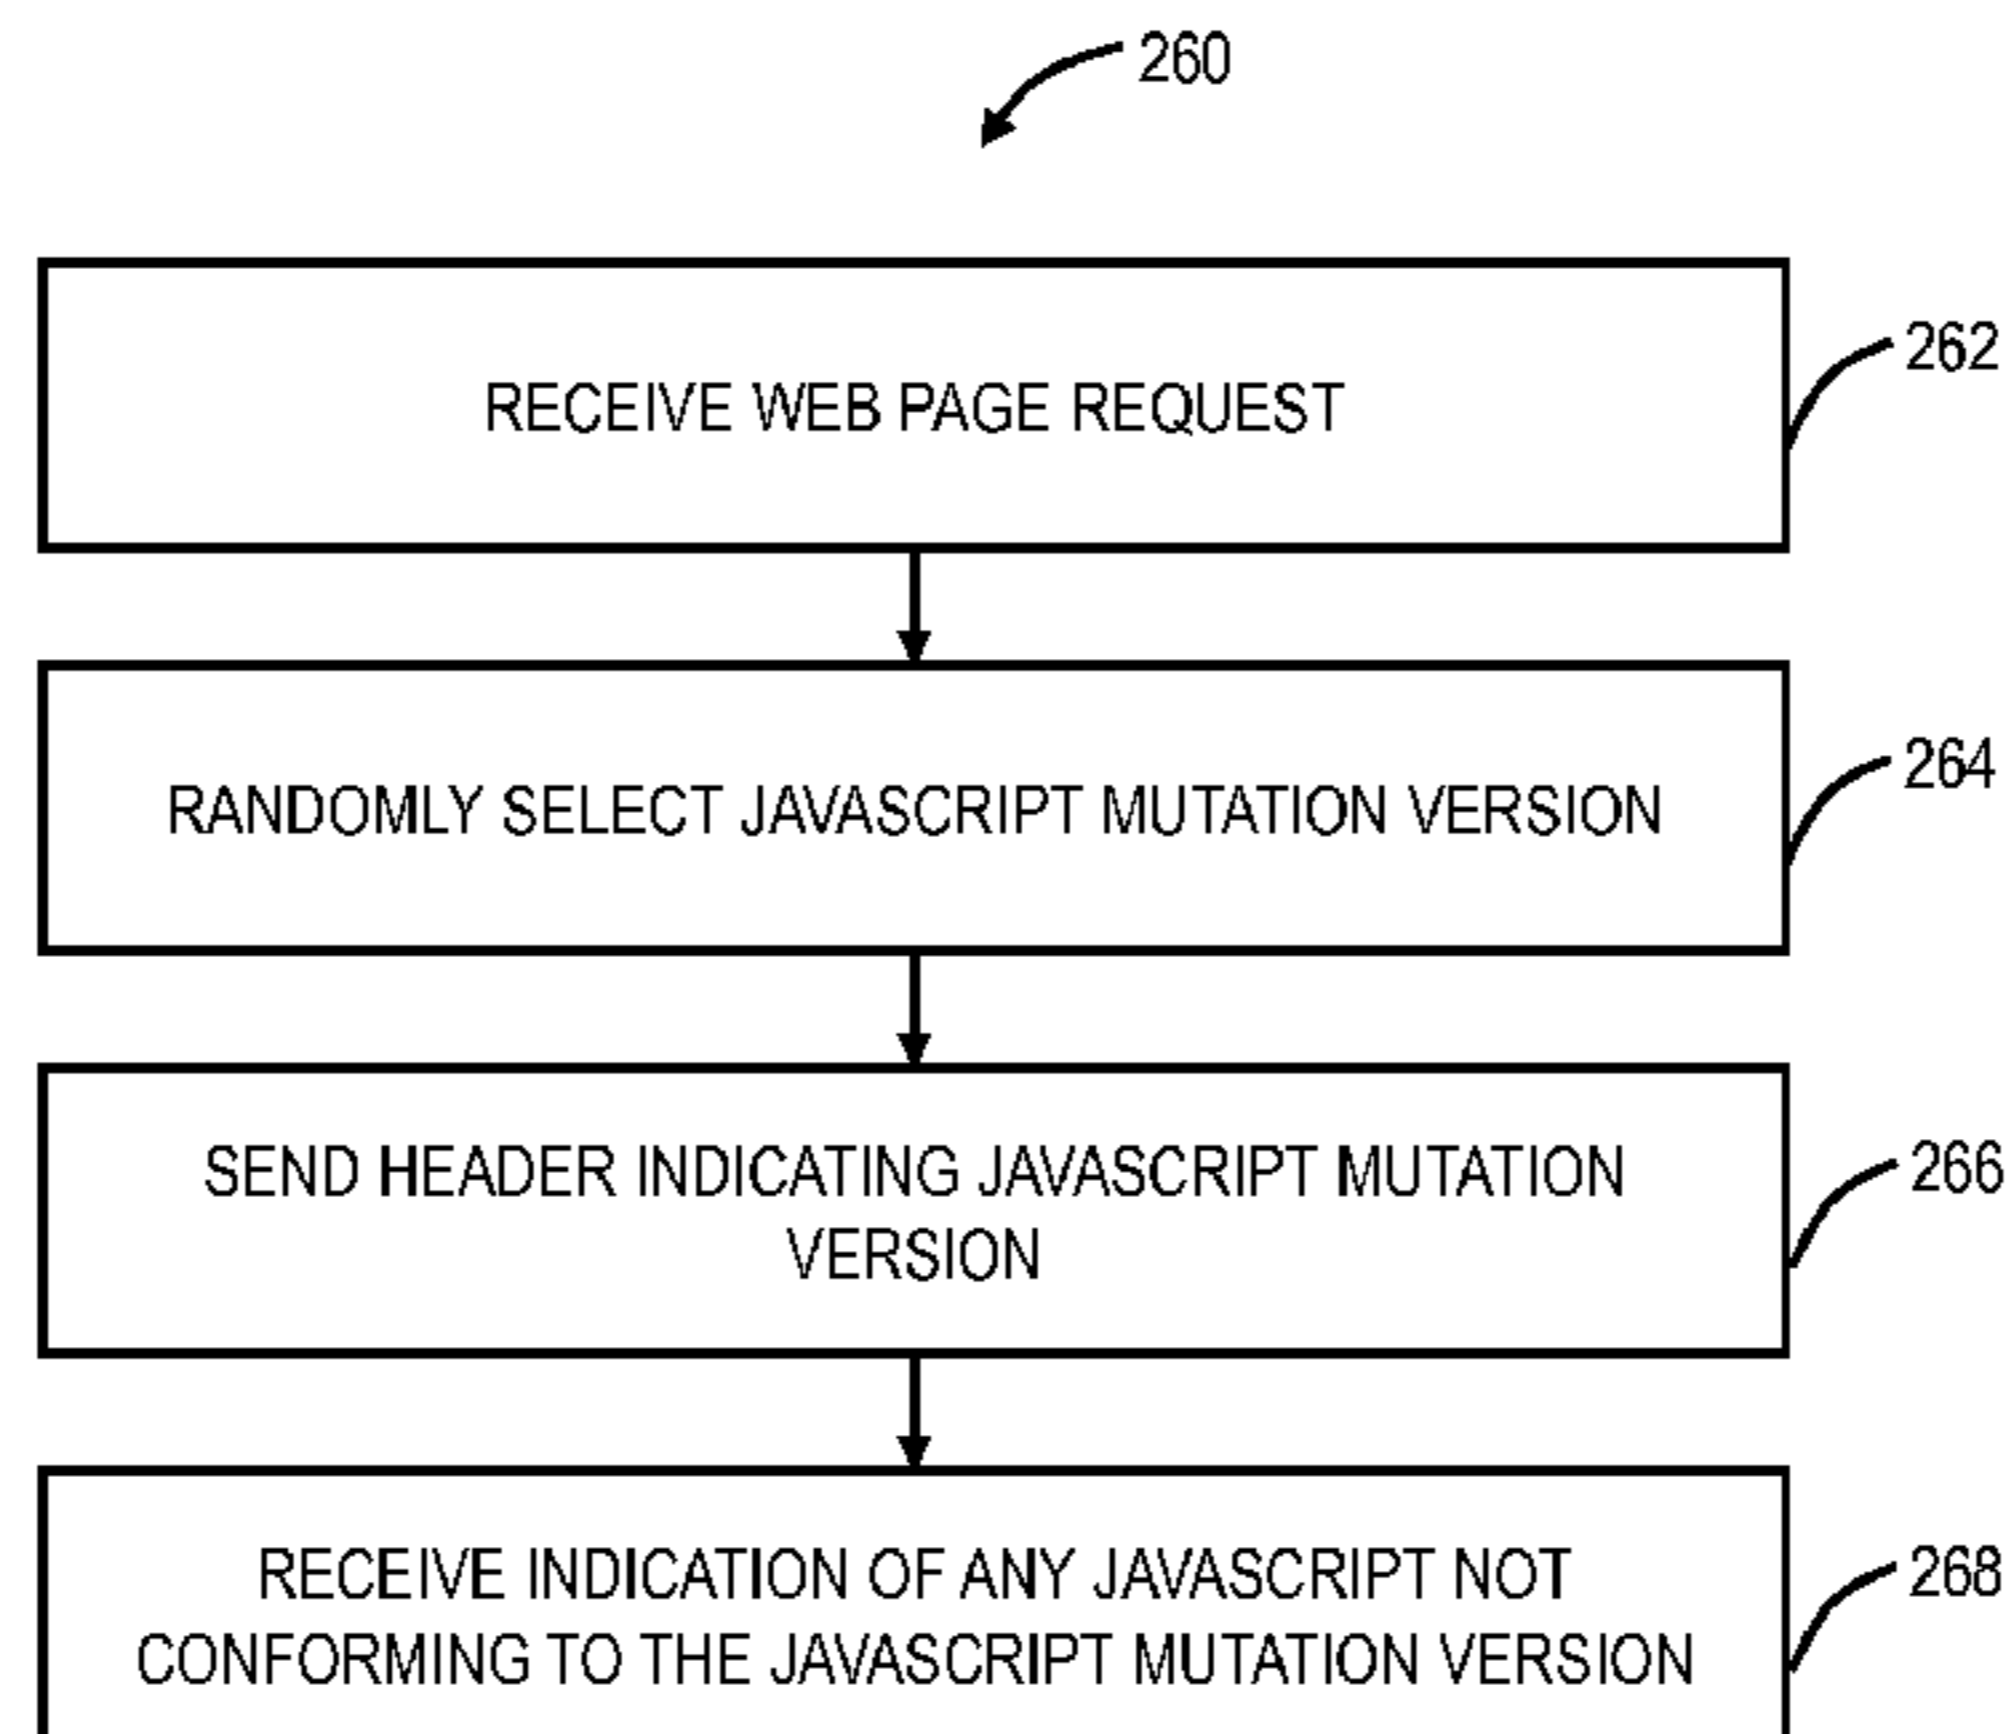 260
RECEIVE WEB PAGE REQUEST
262
RANDOMLY SELECT JAVASCRIPT MUTATION VERSION
264
SEND HEADER INDICATING JAVASCRIPT MUTATION
VERSION
266
RECEIVE INDICATION OF ANY JAVASCRIPT NOT
CONFORMING TO THE JAVASCRIPT MUTATION VERSION
268